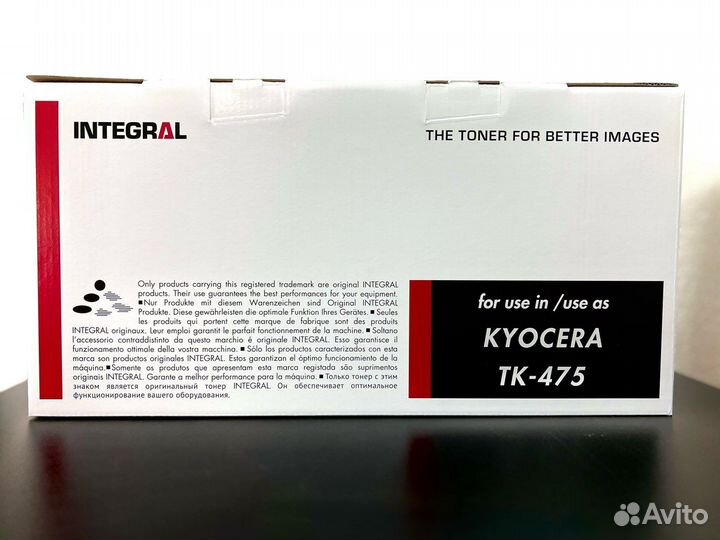 INTEGRAL
THE TONER FOR BETTER IMAGES
Only products carrying this registered trademark are original INTEGRAL
products. Their use guarantees the best performances for your equipment.
■Nur Produkte mit diesem Warenzeichen sind Original INTEGRAL
Produkte. Diese gewährleisten die optimale Funktion Ihres Gerätes. ■ Seules
les produits qui portent cette marque de fabrique sont des produits
INTEGRAL originaux. Leur emploi garantit le parfait fonctionnement de la machine. ■ Soltano
l'accessorio contraddistinto da questo marchio é originale INTEGRAL. Esso garantisce il
funzionamento ottimale della vostra macchina. ■ Sólo los productos caracterizados con esta
marca son productos originales INTEGRAL. Estos garantizan el óptimo funcionamiento de la
máquina.■Somente os produtos que apresentam esta marca registada são suprimentos
originais INTEGRAL. Garante a melhor performance para la máquina. ■ Только тонер с этим
знаком является оригинальный тонер INTEGRAL. Он обеспечивает оптимальное
функционирование вашего оборудования.
for use in /use as
KYOCERA
TK-475
Avito